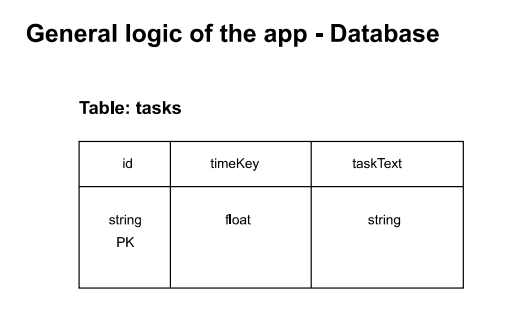 General logic of the app - Database
Table: tasks
id timeKey taskText
string float string
PK